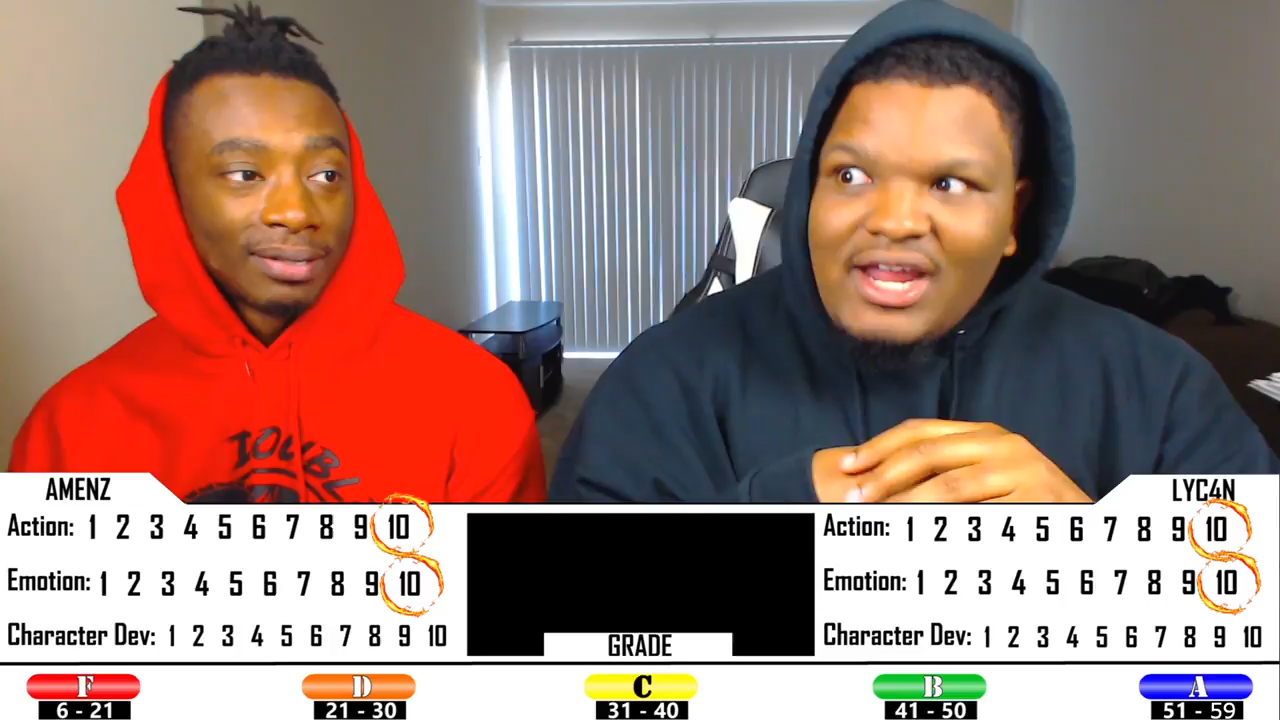 TOUBL
AMENZ
Action: 1 2 3 4 5 6 7 8 9 10
Emotion: 1 2 3 4 5 6 7 8 9 10
Character Dev: 1 2 3 4 5 6 7 8 9 10
GRADE
LYC4N
Action: 1 2 3 4 5 6 7 8 9 10
Emotion: 1 2 3 4 5 6 7 8 9 10
Character Dev: 1 2 3 4 5 6 7 8 9 10
F
6 - 21
D
21 - 30
C
31 - 40
B
41 - 50
A
51 - 59